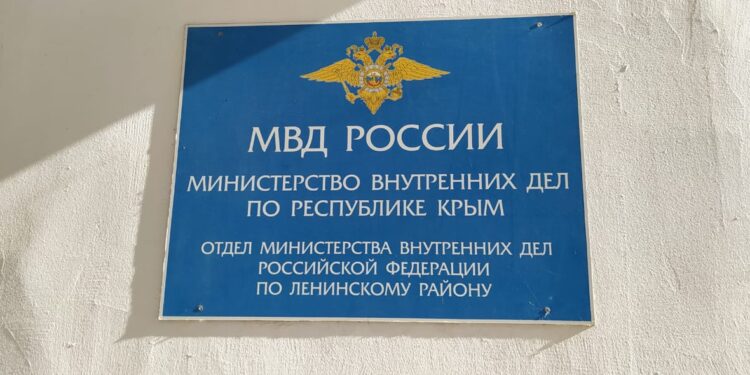 МВД РОССИИ
МИНИСТЕРСТВО ВНУТРЕННИХ ДЕЛ
ПО РЕСПУБЛИКЕ КРЫМ
ОТДЕЛ МИНИСТЕРСТВА ВНУТРЕННИХ ДЕЛ
РОССИЙСКОЙ ФЕДЕРАЦИИ
ПО ЛЕНИНСКОМУ РАЙОНУ